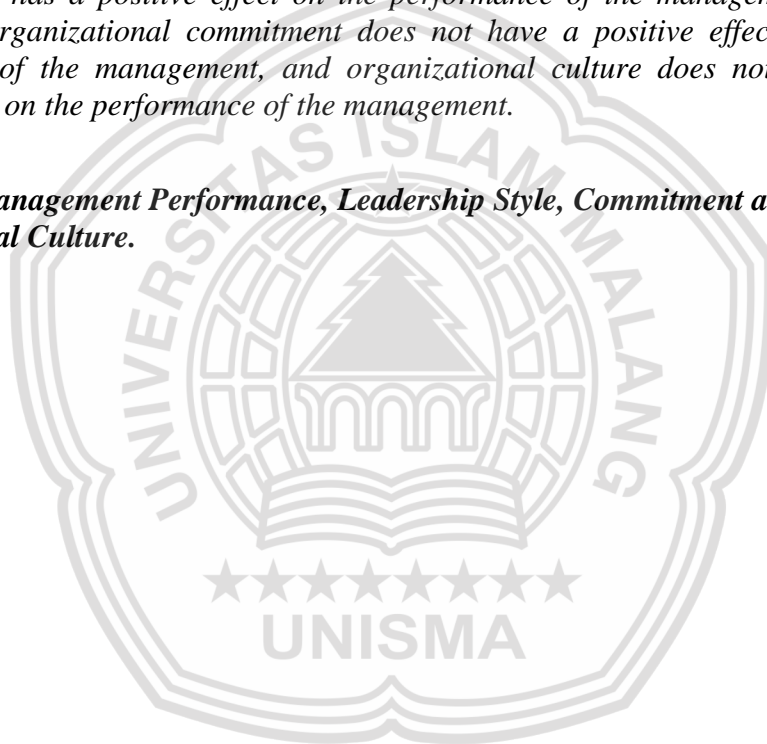 has a positive effect on the performance of the managem
rganizational commitment does not have a positive effec
of the management, and organizational culture does not
on the performance of the management.
anagement Performance, Leadership Style, Commitment a
al Culture.
UNIVERSITAS ISLAM MALANG
UNISMA